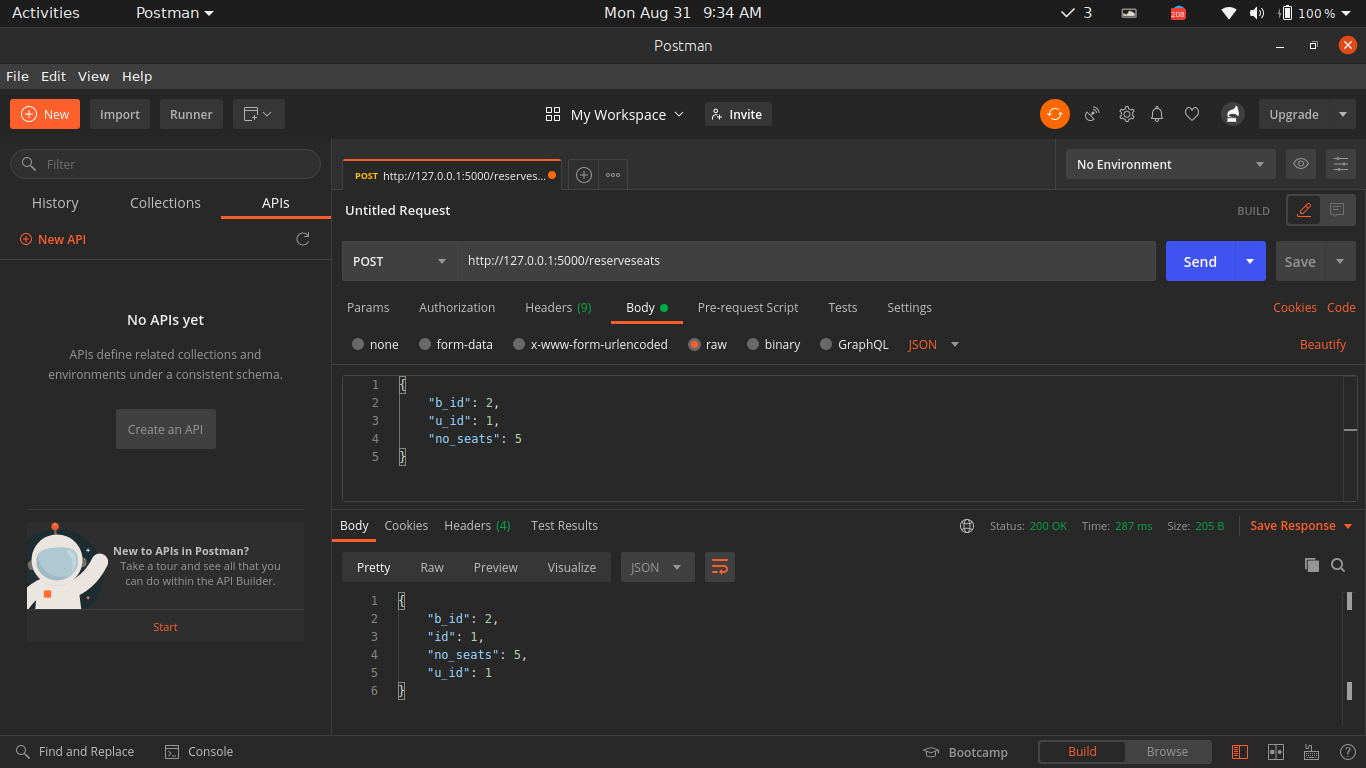 Activities Postman Mon Aug 31 9:34 AM 3 208 100 %
Postman
File Edit View Help
New Import Runner My Workspace Invite Upgrade
Filter
History Collections APIs
New API
No APIs yet
APIs define related collections and
environments under a consistent schema.
Create an API
New to APIs in Postman?
Take a tour and see all that you
can do within the API Builder.
Start
POST http://127.0.0.1:5000/reserves...
No Environment
Untitled Request BUILD
POST http://127.0.0.1:5000/reserveseats Send Save
Params Authorization Headers (9) Body Pre-request Script Tests Settings Cookies Code
none form-data x-www-form-urlencoded raw binary GraphQL JSON Beautify
1 {
2 "b_id": 2,
3 "u_id": 1,
4 "no_seats": 5
5 }
Body Cookies Headers (4) Test Results Status: 200 OK Time: 287 ms Size: 205 B Save Response
Pretty Raw Preview Visualize JSON
1 {
2 "b_id": 2,
3 "id": 1,
4 "no_seats": 5,
5 "u_id": 1
6 }
Find and Replace Console Bootcamp Build Browse